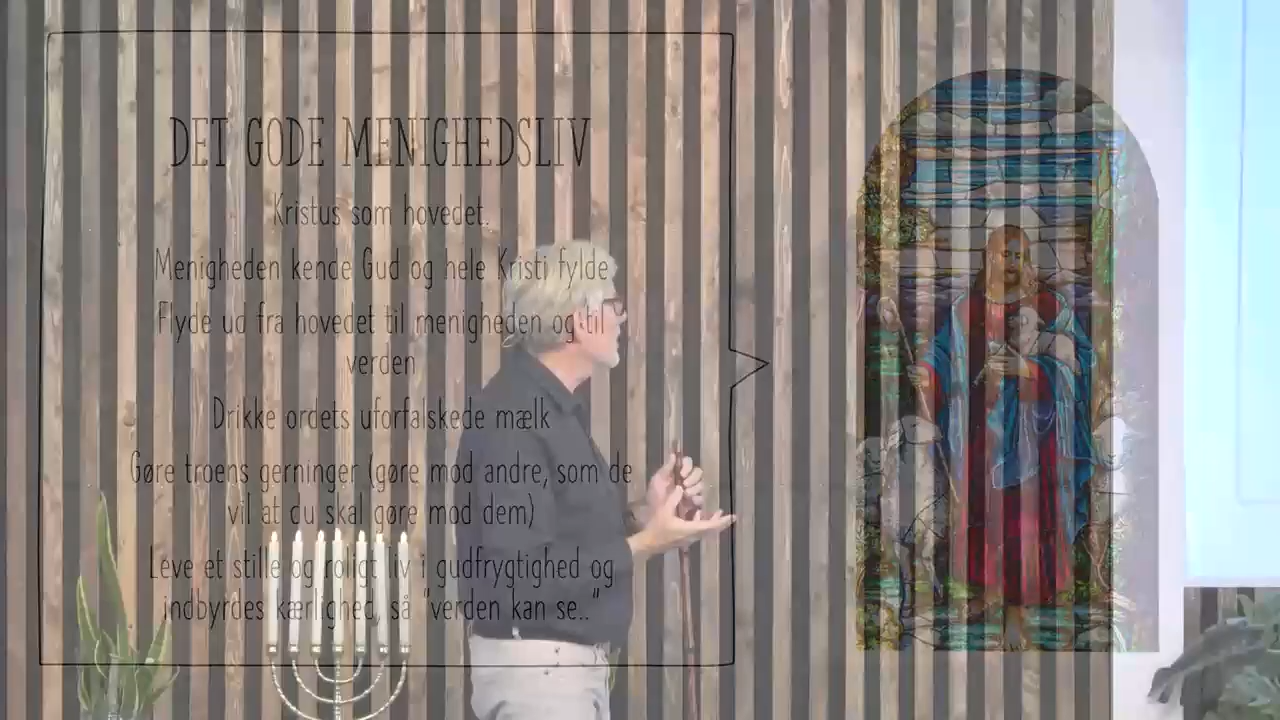 DET GODE MENIGHEDSLIV
Kristus som hovedet.
Menigheden kende Gud og hele Kristi fylde
Flyde ud fra hovedet til menigheden og til
verden
Drikke ordets uforfalskede mælk
Gøre troens gerninger (gøre mod andre, som de
vil at du skal gøre mod dem)
Leve et stille og roligt liv i gudfrygtighed og
indbyrdes kærlighed, så "verden kan se.."